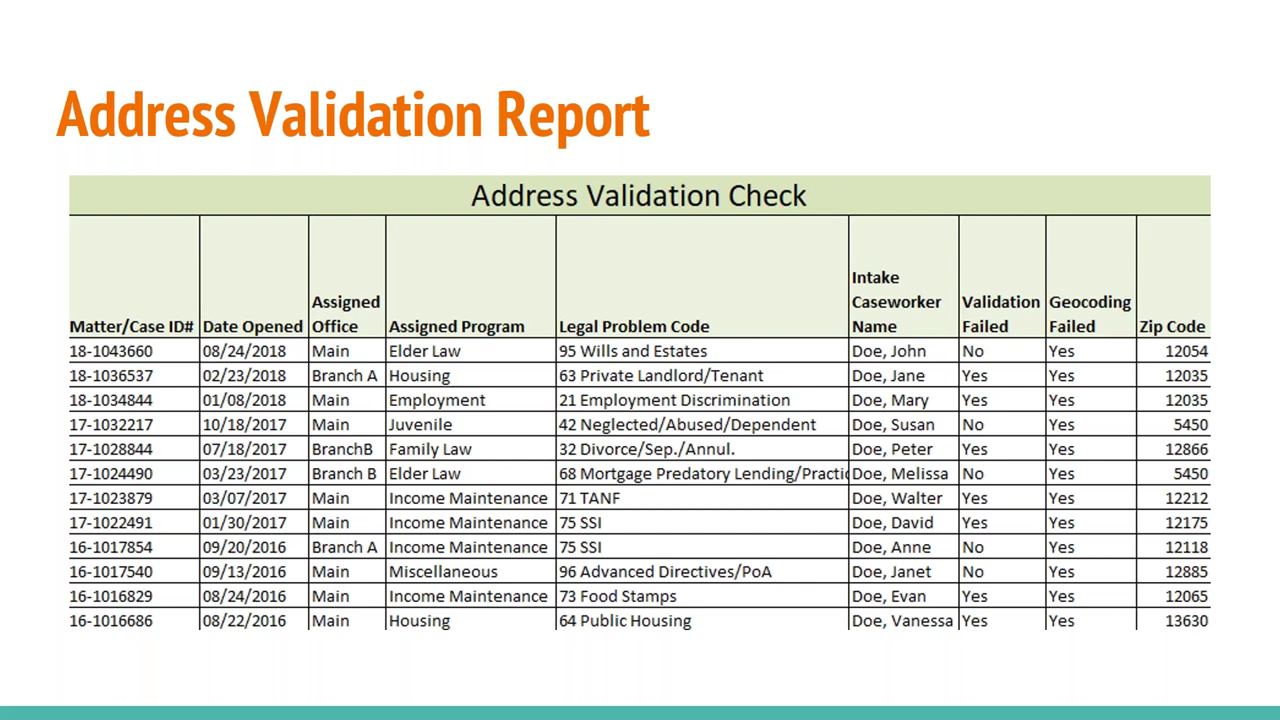 Address Validation Report
Address Validation Check
Matter/Case ID# Date Opened Assigned Office Assigned Program Legal Problem Code Intake Caseworker Name Validation Failed Geocoding Failed Zip Code
18-1043660 08/24/2018 Main Elder Law 95 Wills and Estates Doe, John No Yes 12054
18-1036537 02/23/2018 Branch A Housing 63 Private Landlord/Tenant Doe, Jane Yes Yes 12035
18-1034844 01/08/2018 Main Employment 21 Employment Discrimination Doe, Mary Yes Yes 12035
17-1032217 10/18/2017 Main Juvenile 42 Neglected/Abused/Dependent Doe, Susan No Yes 5450
17-1028844 07/18/2017 BranchB Family Law 32 Divorce/Sep./Annul. Doe, Peter Yes Yes 12866
17-1024490 03/23/2017 Branch B Elder Law 68 Mortgage Predatory Lending/Practic Doe, Melissa No Yes 5450
17-1023879 03/07/2017 Main Income Maintenance 71 TANF Doe, Walter Yes Yes 12212
17-1022491 01/30/2017 Main Income Maintenance 75 SSI Doe, David Yes Yes 12175
16-1017854 09/20/2016 Branch A Income Maintenance 75 SSI Doe, Anne No Yes 12118
16-1017540 09/13/2016 Main Miscellaneous 96 Advanced Directives/PoA Doe, Janet No Yes 12885
16-1016829 08/24/2016 Main Income Maintenance 73 Food Stamps Doe, Evan Yes Yes 12065
16-1016686 08/22/2016 Main Housing 64 Public Housing Doe, Vanessa Yes Yes 13630